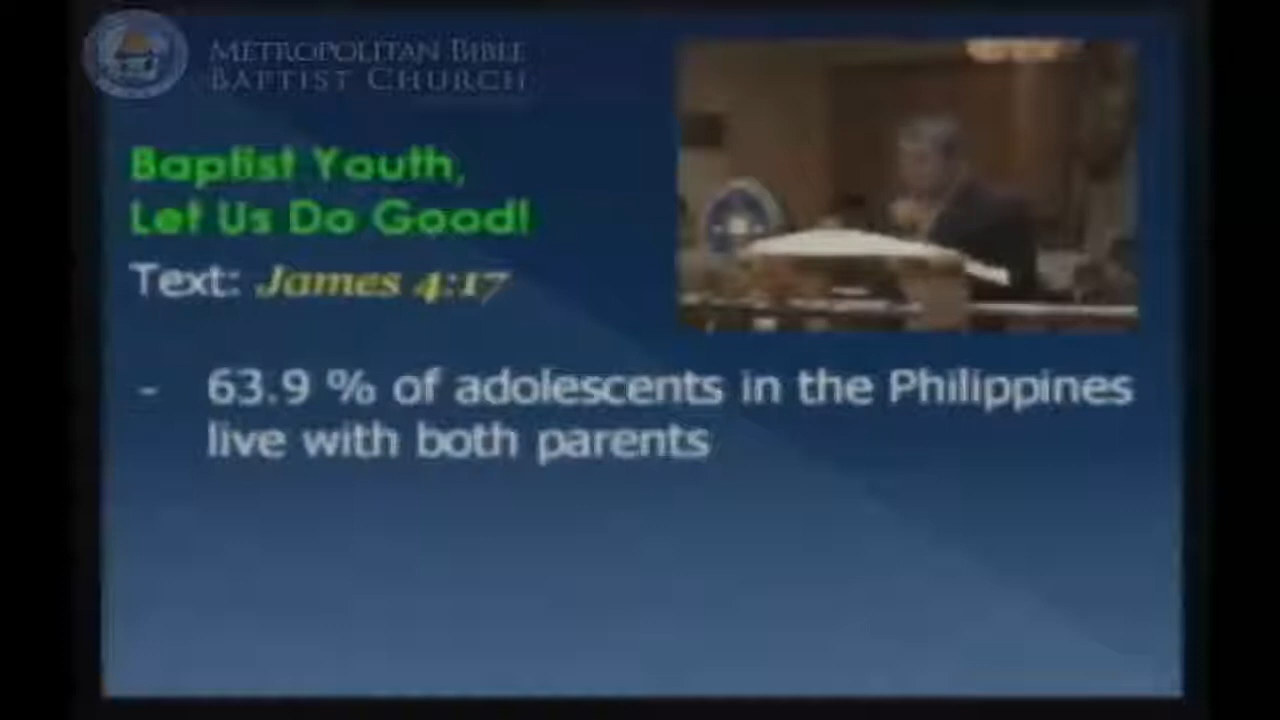 METROPOLITAN BIBLE
BAPTIST CHURCH
Baptist Youth,
Let Us Do Good!
Text: James 4:17
- 63.9 % of adolescents in the Philippines
live with both parents